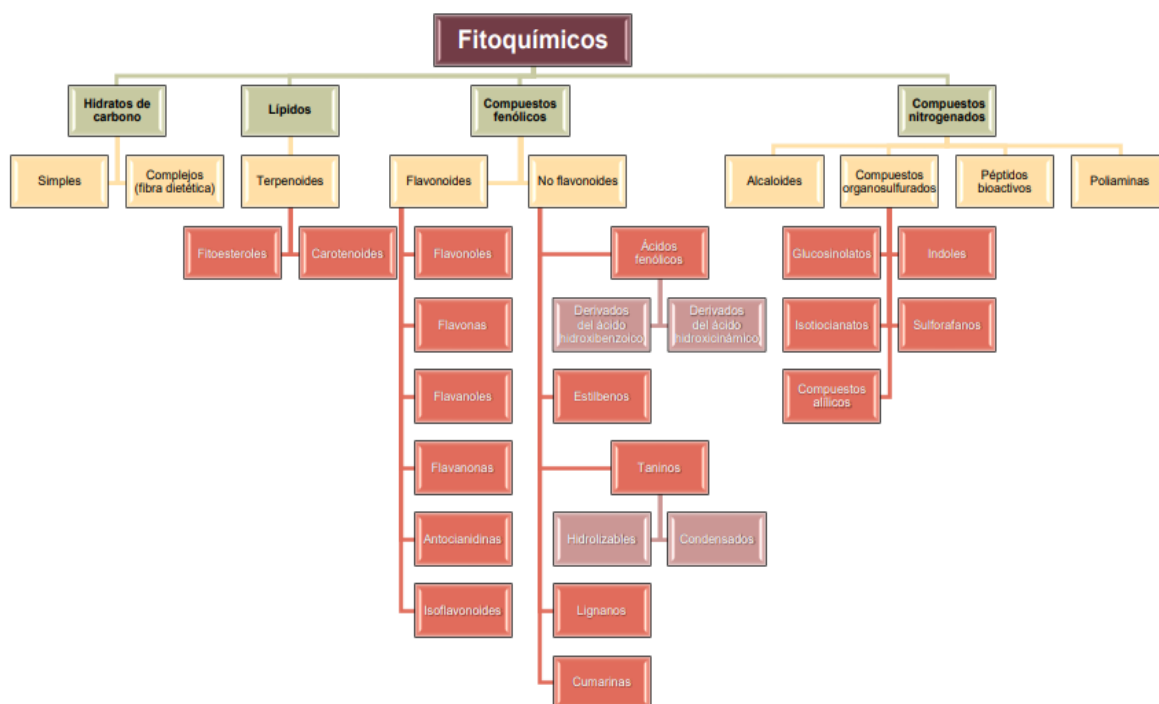 Fitoquímicos
Hidratos de
carbono
Lípidos
Compuestos
fenólicos
Compuestos
nitrogenados
Simples
Complejos
(fibra dietética)
Terpenoides
Flavonoides
No flavonoides
Alcaloides
Compuestos
organosulfurados
Péptidos
bioactivos
Poliaminas
Fitoesteroles
Carotenoides
Flavonoles
Ácidos
fenólicos
Glucosinolatos
Indoles
Flavonas
Derivados
del ácido
hidroxibenzoico
Derivados
del ácido
hidroxicinámico
Isotiocianatos
Sulforafanos
Flavanoles
Estilbenos
Compuestos
alílicos
Flavanonas
Taninos
Antocianidinas
Hidrolizables
Condensados
Isoflavonoides
Lignanos
Cumarinas